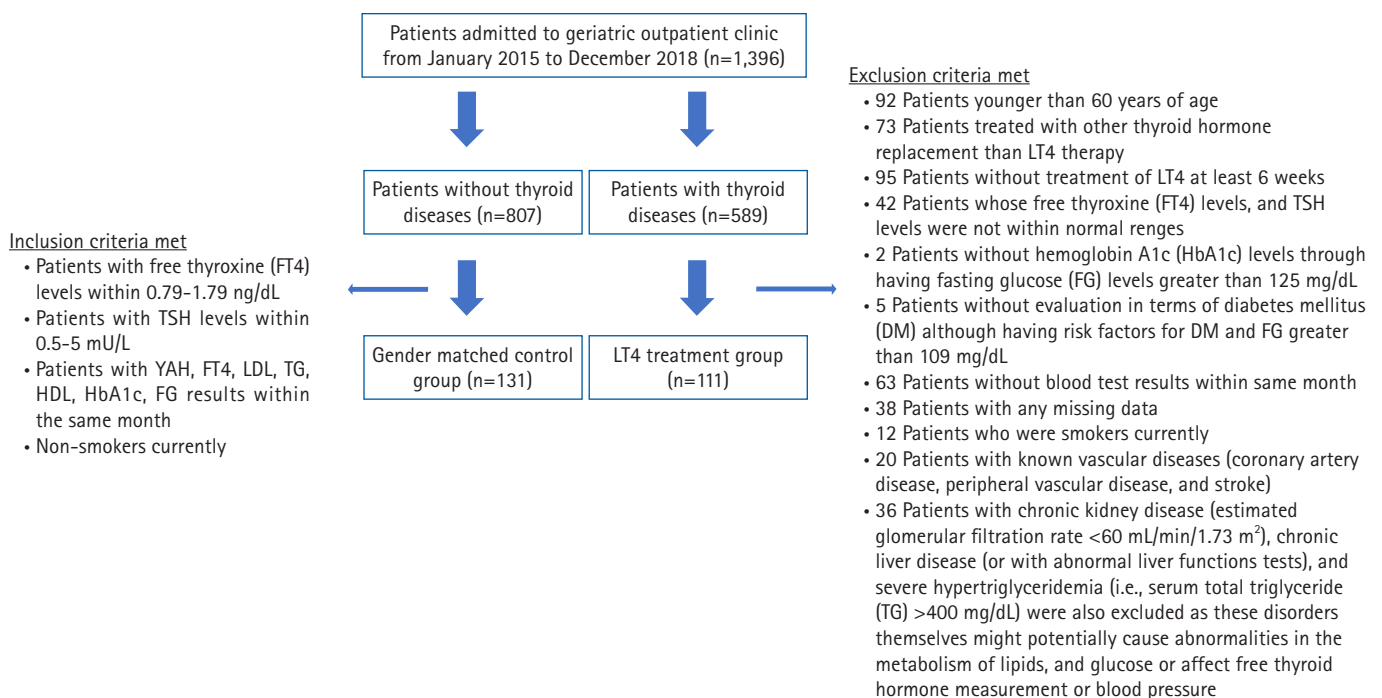 Patients admitted to geriatric outpatient clinic
from January 2015 to December 2018 (n=1,396)
Patients without thyroid
diseases (n=807)
Patients with thyroid
diseases (n=589)
Inclusion criteria met
• Patients with free thyroxine (FT4)
levels within 0.79-1.79 ng/dL
• Patients with TSH levels within
0.5-5 mU/L
• Patients with YAH, FT4, LDL, TG,
HDL, HbA1c, FG results within
the same month
• Non-smokers currently
Gender matched control
group (n=131)
LT4 treatment group
(n=111)
Exclusion criteria met
• 92 Patients younger than 60 years of age
• 73 Patients treated with other thyroid hormone
replacement than LT4 therapy
• 95 Patients without treatment of LT4 at least 6 weeks
• 42 Patients whose free thyroxine (FT4) levels, and TSH
levels were not within normal renges
• 2 Patients without hemoglobin A1c (HbA1c) levels through
having fasting glucose (FG) levels greater than 125 mg/dL
• 5 Patients without evaluation in terms of diabetes mellitus
(DM) although having risk factors for DM and FG greater
than 109 mg/dL
• 63 Patients without blood test results within same month
• 38 Patients with any missing data
• 12 Patients who were smokers currently
• 20 Patients with known vascular diseases (coronary artery
disease, peripheral vascular disease, and stroke)
• 36 Patients with chronic kidney disease (estimated
glomerular filtration rate <60 mL/min/1.73 m²), chronic
liver disease (or with abnormal liver functions tests), and
severe hypertriglyceridemia (i.e., serum total triglyceride
(TG) >400 mg/dL) were also excluded as these disorders
themselves might potentially cause abnormalities in the
metabolism of lipids, and glucose or affect free thyroid
hormone measurement or blood pressure